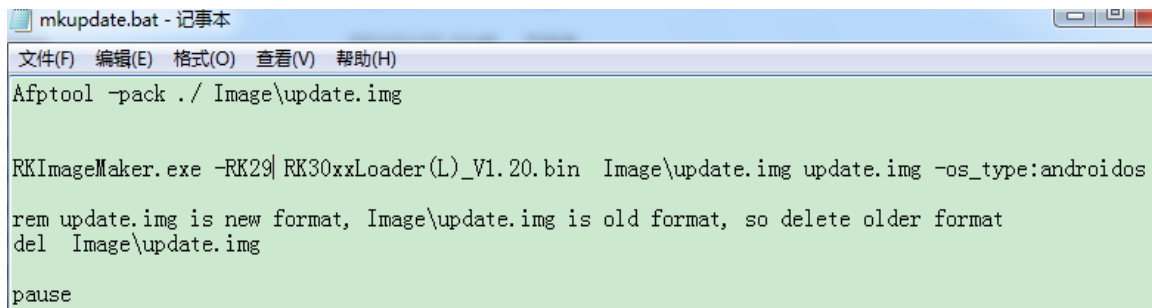 mkupdate.bat - 记事本
文件(F) 编辑(E) 格式(O) 查看(V) 帮助(H)
Afptool -pack ./ Image\update.img
RKImageMaker.exe -RK29 RK30xxLoader(L)_V1.20.bin  Image\update.img update.img -os_type:androidos
rem update.img is new format, Image\update.img is old format, so delete older format
del  Image\update.img
pause